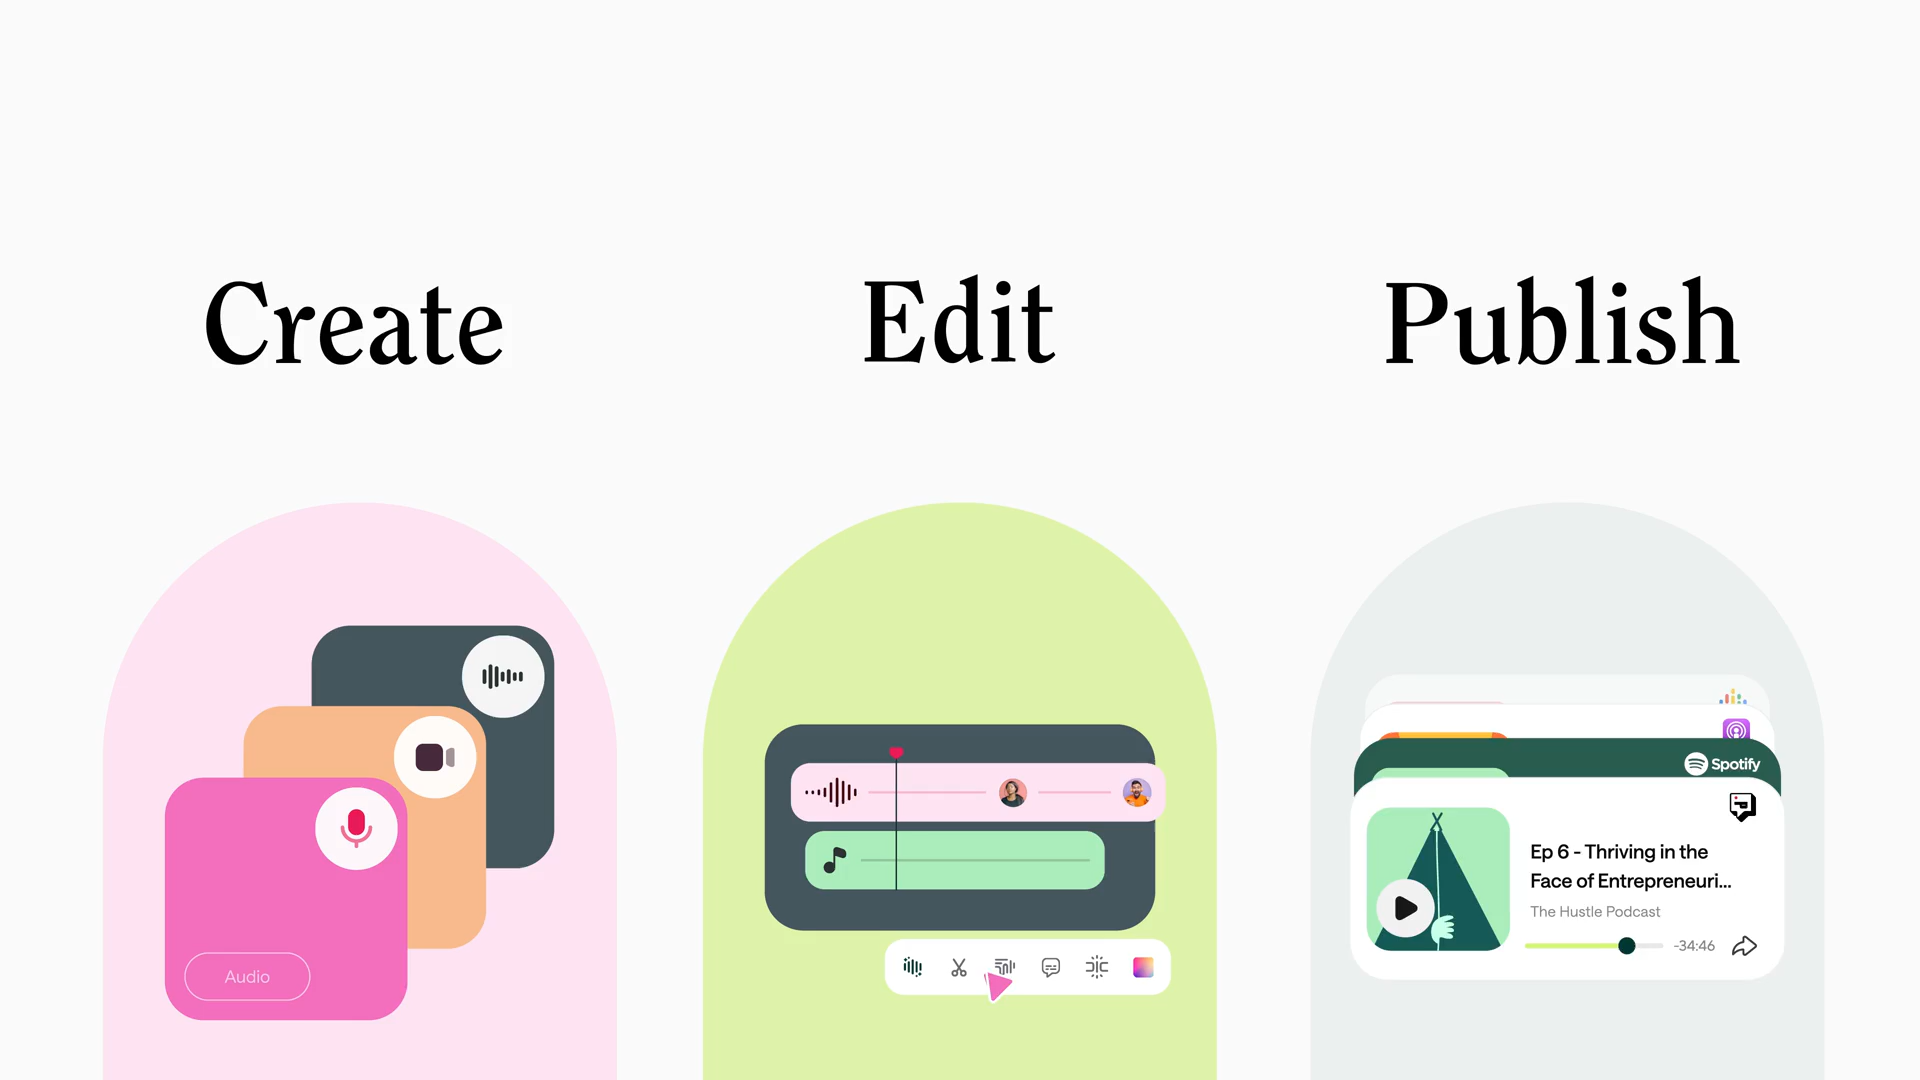 Create
Edit
Publish
Audio
Spotify
Ep 6 - Thriving in the
Face of Entrepreneuri...
The Hustle Podcast
-34:46